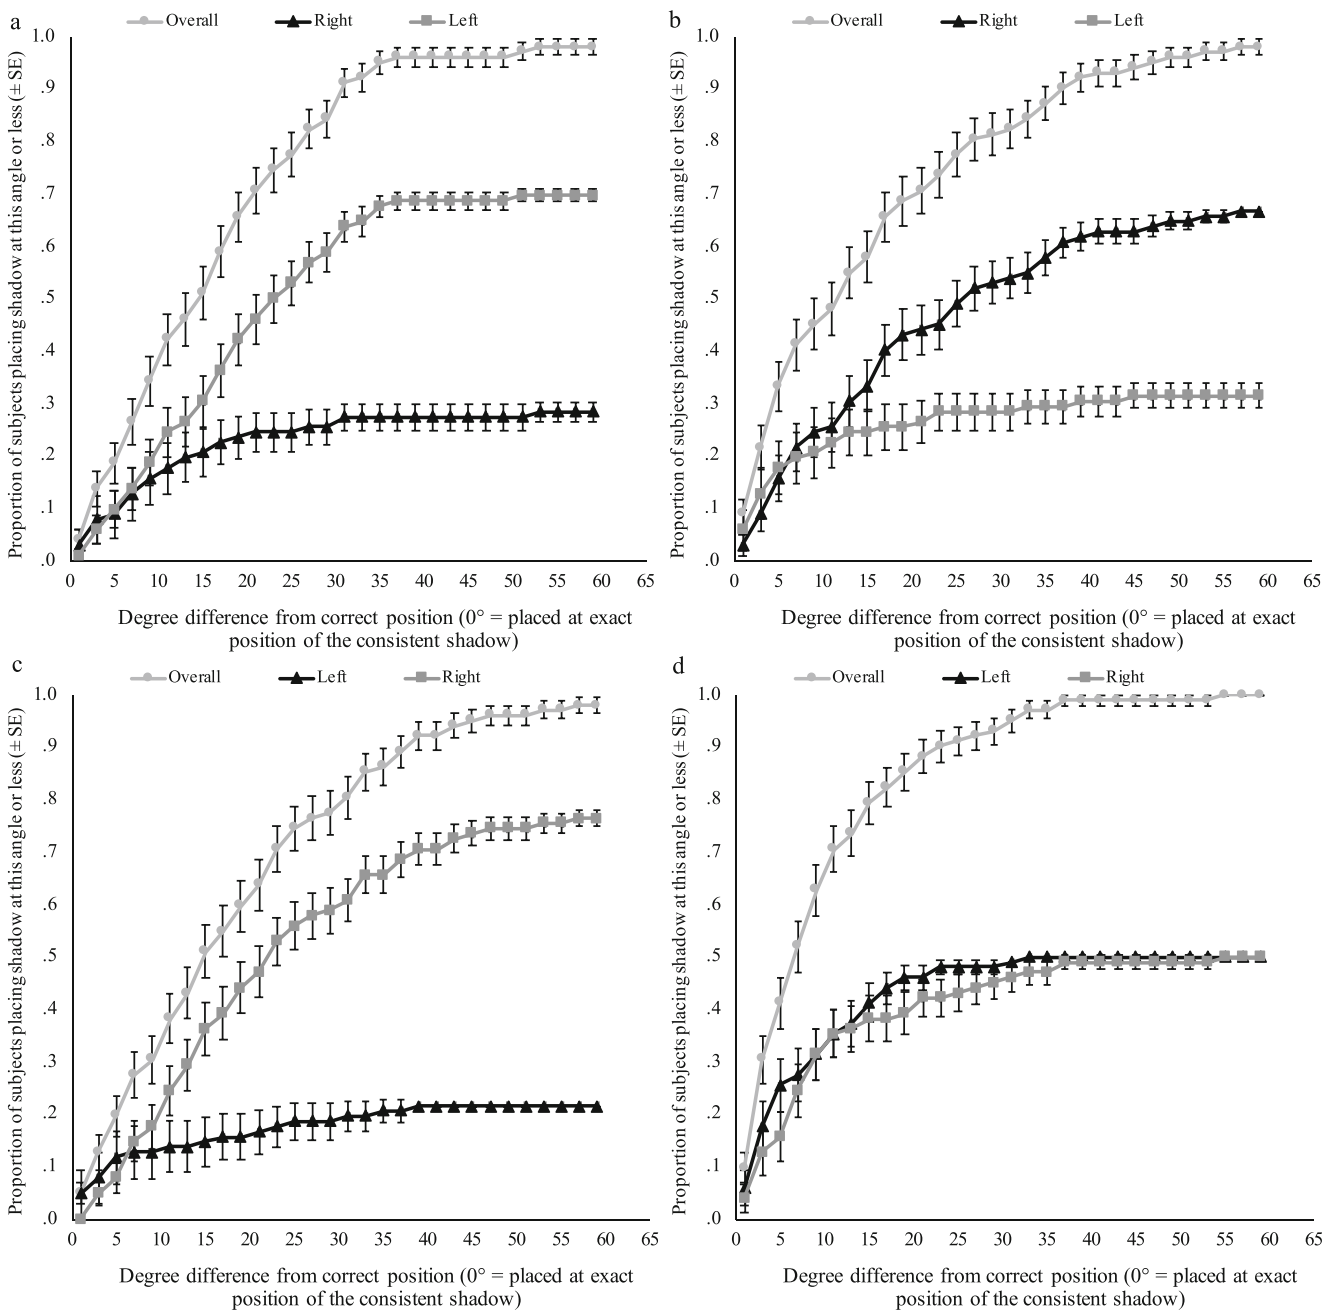 a
Overall Right Left
Proportion of subjects placing shadow at this angle or less (± SE)
1.0
.9
.8
.7
.6
.5
.4
.3
.2
.1
.0
0 5 10 15 20 25 30 35 40 45 50 55 60 65
Degree difference from correct position (0° = placed at exact
position of the consistent shadow)
b
Overall Right Left
Proportion of subjects placing shadow at this angle or less (± SE)
1.0
.9
.8
.7
.6
.5
.4
.3
.2
.1
.0
0 5 10 15 20 25 30 35 40 45 50 55 60 65
Degree difference from correct position (0° = placed at exact
position of the consistent shadow)
c
Overall Left Right
Proportion of subjects placing shadow at this angle or less (± SE)
1.0
.9
.8
.7
.6
.5
.4
.3
.2
.1
.0
0 5 10 15 20 25 30 35 40 45 50 55 60 65
Degree difference from correct position (0° = placed at exact
position of the consistent shadow)
d
Overall Left Right
Proportion of subjects placing shadow at this angle or less (± SE)
1.0
.9
.8
.7
.6
.5
.4
.3
.2
.1
.0
0 5 10 15 20 25 30 35 40 45 50 55 60 65
Degree difference from correct position (0° = placed at exact
position of the consistent shadow)